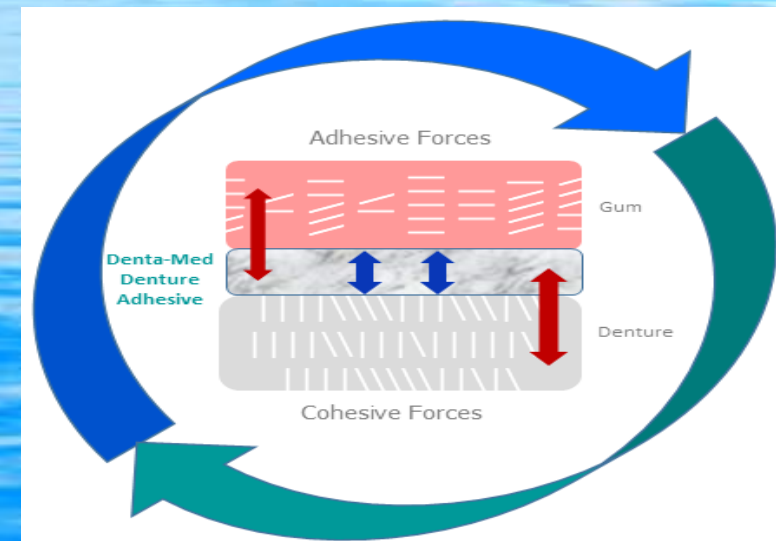 Adhesive Forces
Gum
Denta-Med
Denture
Adhesive
Denture
Cohesive Forces